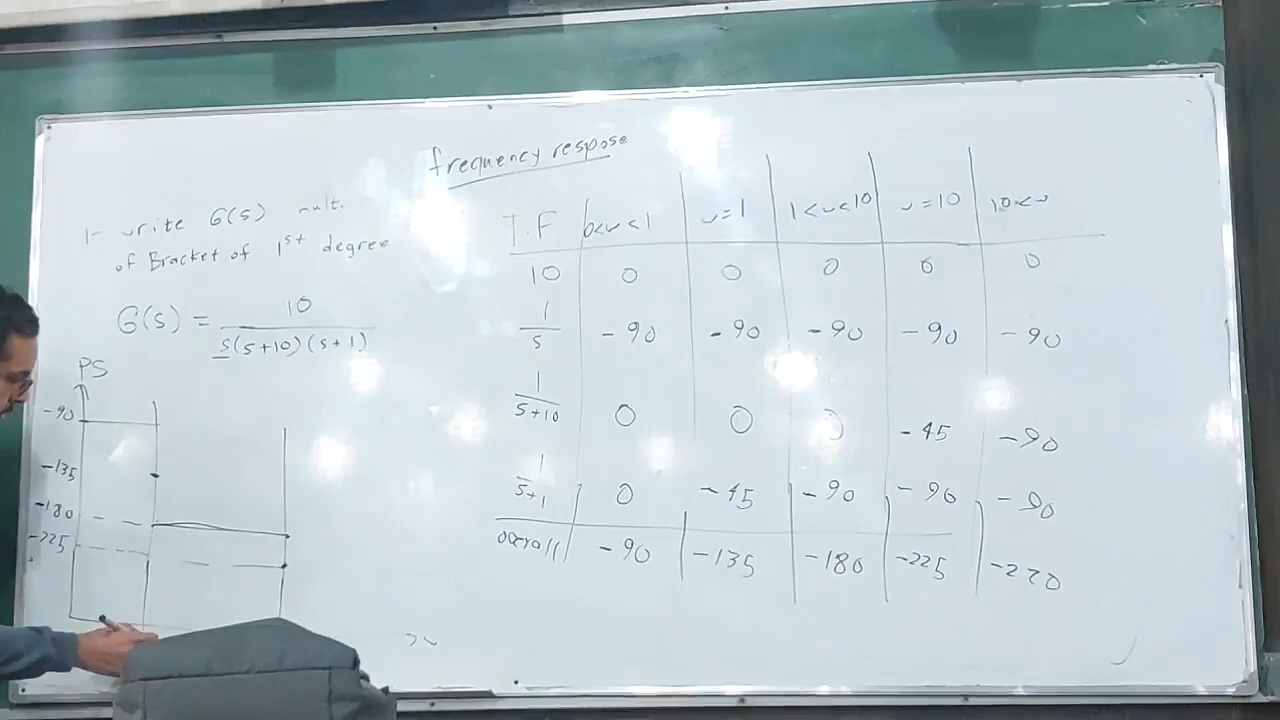 frequency respose
1- write G(s) mult.
of Bracket of 1st degree
G(s) = 10 / s(s+10)(s+1)
PS
-90
-135
-180
-225
T.F 0<w<1 w=1 1<w<10 w=10 10<w
10 0 0 0 0 0
1/s -90 -90 -90 -90 -90
1/s+10 0 0 0 -45 -90
1/s+1 0 -45 -90 -90 -90
overall -90 -135 -180 -225 -270